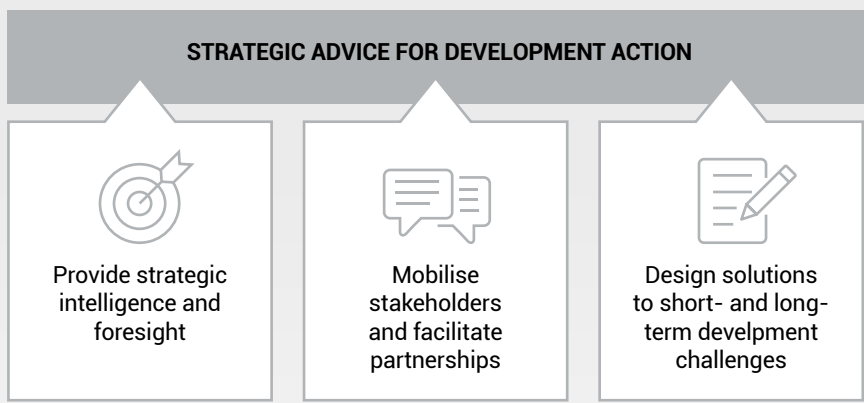 STRATEGIC ADVICE FOR DEVELOPMENT ACTION
Provide strategic
intelligence and
foresight
Mobilise
stakeholders
and facilitate
partnerships
Design solutions
to short- and long-
term develpment
challenges